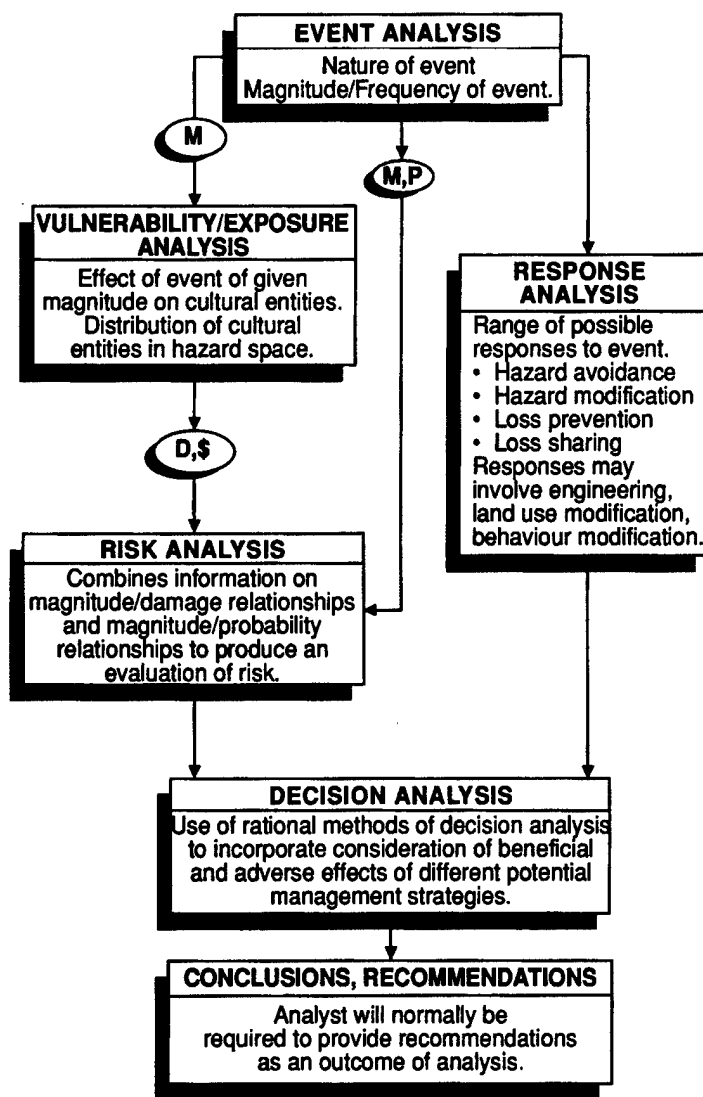 EVENT ANALYSIS
Nature of event
Magnitude/Frequency of event.
M
M,P
VULNERABILITY/EXPOSURE
ANALYSIS
Effect of event of given
magnitude on cultural entities.
Distribution of cultural
entities in hazard space.
RESPONSE
ANALYSIS
Range of possible
responses to event.
• Hazard avoidance
• Hazard modification
• Loss prevention
• Loss sharing
Responses may
involve engineering,
land use modification,
behaviour modification.
D,$
RISK ANALYSIS
Combines information on
magnitude/damage relationships
and magnitude/probability
relationships to produce an
evaluation of risk.
DECISION ANALYSIS
Use of rational methods of decision analysis
to incorporate consideration of beneficial
and adverse effects of different potential
management strategies.
CONCLUSIONS, RECOMMENDATIONS
Analyst will normally be
required to provide recommendations
as an outcome of analysis.